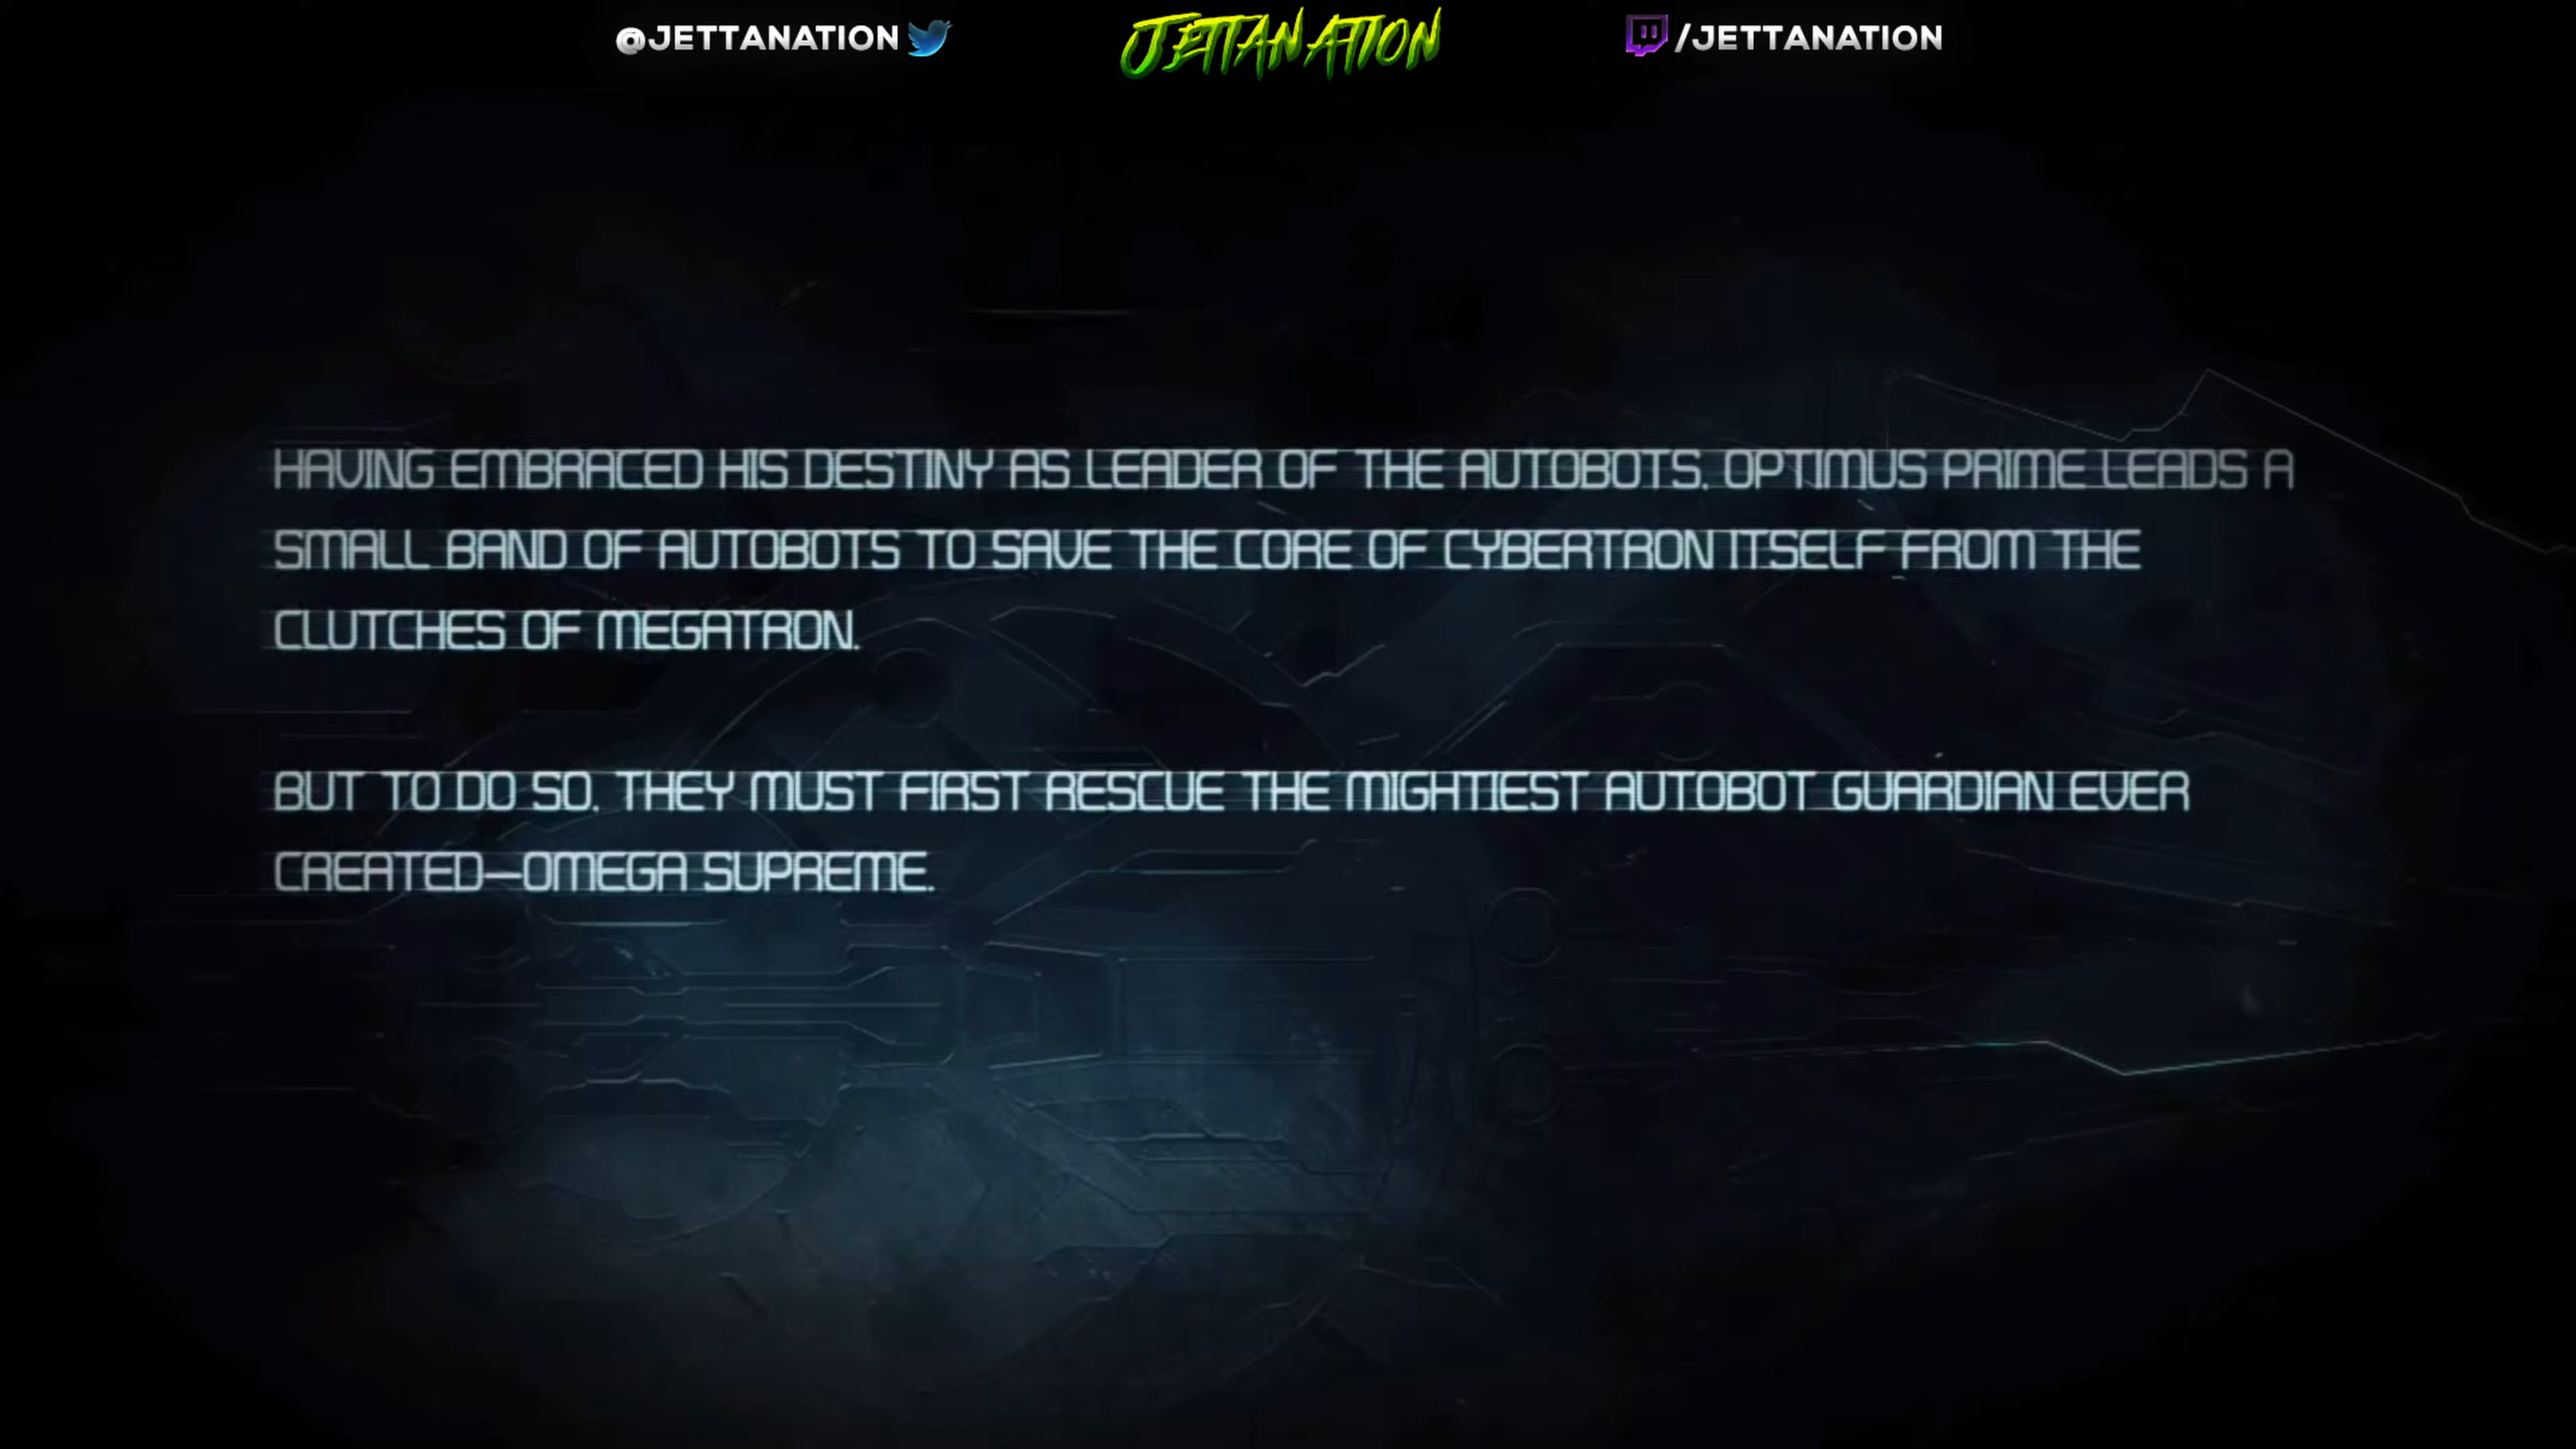 @JETTANATION
JETTANATION
/JETTANATION
HAVING EMBRACED HIS DESTINY AS LEADER OF THE AUTOBOTS, OPTIMUS PRIME LEADS A
SMALL BAND OF AUTOBOTS TO SAVE THE CORE OF CYBERTRON ITSELF FROM THE
CLUTCHES OF MEGATRON.
BUT TO DO SO, THEY MUST FIRST RESCUE THE MIGHTIEST AUTOBOT GUARDIAN EVER
CREATED—OMEGA SUPREME.